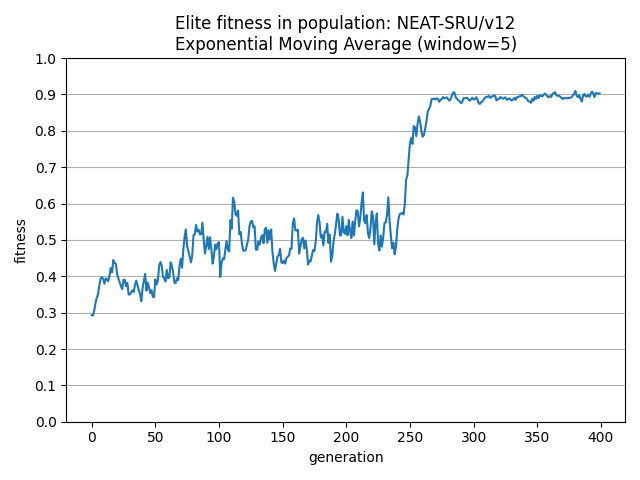 Elite fitness in population: NEAT-SRU/v12
Exponential Moving Average (window=5)
1.0
0.9
0.8
0.7
0.6
0.5
0.4
0.3
0.2
0.1
0.0
fitness
0 50 100 150 200 250 300 350 400
generation